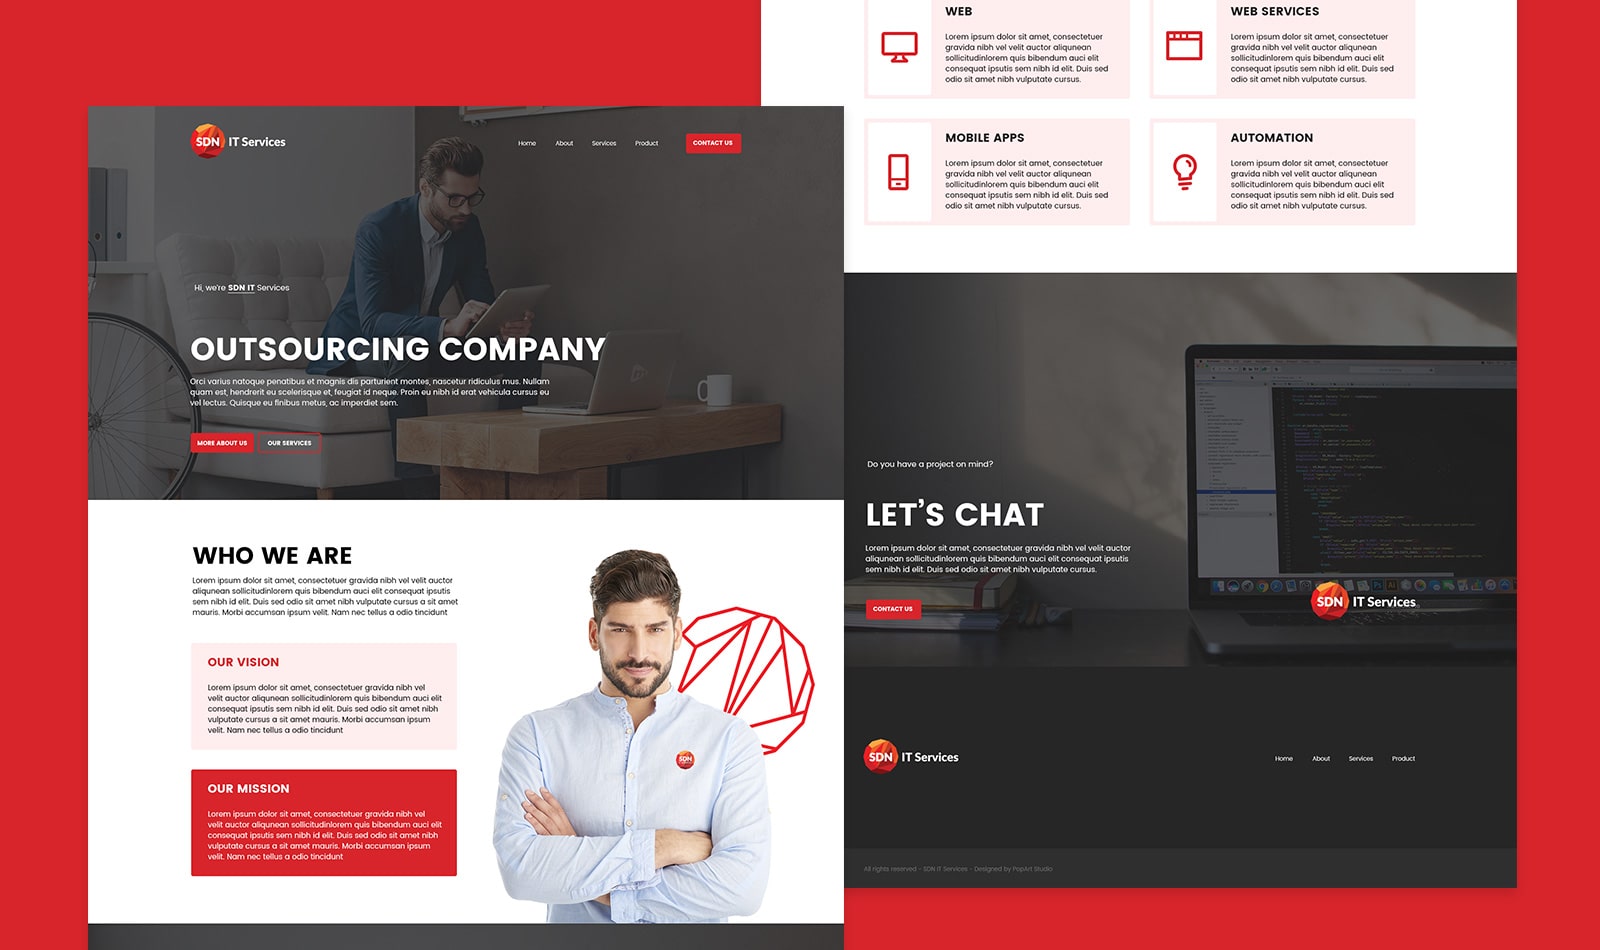 SDN IT Services
Home About Services Product CONTACT US
Hi, we're SDN IT Services
OUTSOURCING COMPANY
Orci varius natoque penatibus et magnis dis parturient montes, nascetur ridiculus mus. Nullam
quam est, hendrerit eu scelerisque et, feugiat id neque. Proin eu nibh id erat vehicula cursus eu
vel lectus. Quisque eu finibus metus, ac imperdiet sem.
MORE ABOUT US OUR SERVICES
WHO WE ARE
Lorem ipsum dolor sit amet, consectetuer gravida nibh vel velit auctor
aliqunean sollicitudinlorem quis bibendum auci elit consequat ipsutis
sem nibh id elit. Duis sed odio sit amet nibh vulputate cursus a sit amet
mauris. Morbi accumsan ipsum velit. Nam nec tellus a odio tincidunt
OUR VISION
Lorem ipsum dolor sit amet, consectetuer gravida nibh vel
velit auctor aliqunean sollicitudinlorem quis bibendum auci elit
consequat ipsutis sem nibh id elit. Duis sed odio amet nibh
vulputate cursus a sit amet mauris. Morbi accumsan ipsum
velit. Nam nec tellus a odio tincidunt
OUR MISSION
Lorem ipsum dolor sit amet, consectetuer gravida nibh vel
velit auctor aliqunean sollicitudinlorem quis bibendum auci elit
consequat ipsutis sem nibh id elit. Duis sed odio sit amet nibh
vulputate cursus a sit amet mauris. Morbi accumsan ipsum
velit. Nam nec tellus a odio tincidunt
SDN
WEB
Lorem ipsum dolor sit amet, consectetuer
gravida nibh velit auctor aliqunean
sollicitudinlorem quis bibendum auci elit
consequat ipsutis sem nibh id elit. Duis sed
odio sit amet nibh vulputate cursus.
WEB SERVICES
Lorem ipsum dolor sit amet, consectetuer
gravida nibh velit auctor aliqunean
sollicitudinlorem quis bibendum auci elit
consequat ipsutis sem nibh id elit. Duis sed
odio sit amet nibh vulputate cursus.
MOBILE APPS
Lorem ipsum dolor sit amet, consectetuer
gravida nibh velit auctor aliqunean
sollicitudinlorem quis bibendum auci elit
consequat ipsutis sem nibh id elit. Duis sed
odio sit amet nibh vulputate cursus.
AUTOMATION
Lorem ipsum dolor sit amet, consectetuer
gravida nibh velit auctor aliqunean
sollicitudinlorem quis bibendum auci elit
consequat ipsutis sem nibh id elit. Duis sed
odio sit amet nibh vulputate cursus.
Do you have a project on mind?
LET'S CHAT
Lorem ipsum dolor sit amet, consectetuer gravida nibh velit auctor
aliqunean sollicitudinlorem quis bibendum auci elit consequat ipsutis
sem nibh id elit. Duis sed odio sit amet nibh vulputate cursus.
CONTACT US
SDN IT Services
SDN IT Services
Home About Services Product
All rights reserved - SDN IT Services - Designed by PopArt Studio